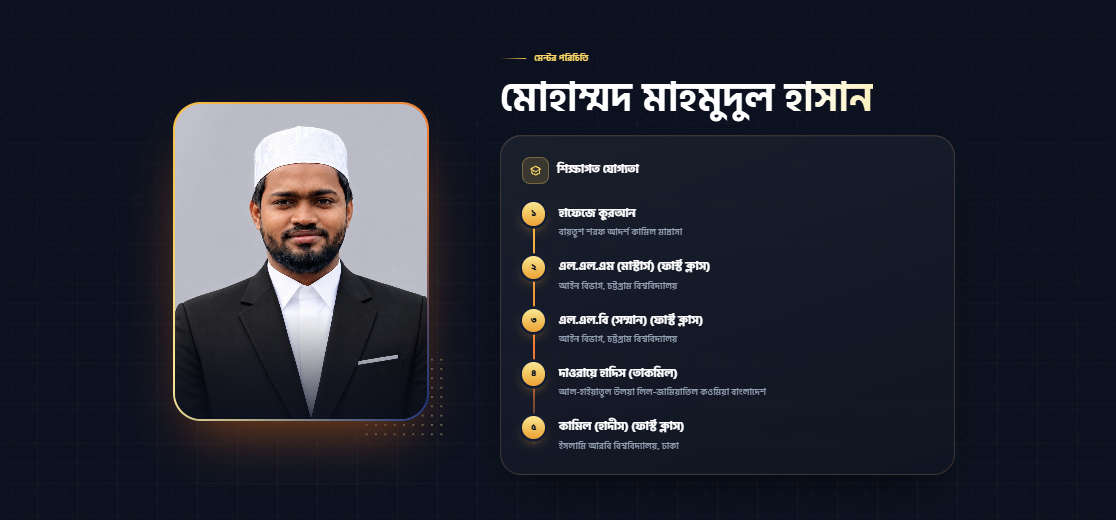 মেন্টর পরিচিতি
মোহাম্মদ মাহমুদুল হাসান
শিক্ষাগত যোগ্যতা
১
হাফেজে কুরআন
বায়তুশ শরফ আদর্শ কামিল মাদ্রাসা
২
এল.এল.এম (মাস্টার্স) (ফার্স্ট ক্লাস)
আইন বিভাগ, চট্টগ্রাম বিশ্ববিদ্যালয়
৩
এল.এল.বি (সম্মান) (ফার্স্ট ক্লাস)
আইন বিভাগ, চট্টগ্রাম বিশ্ববিদ্যালয়
৪
দাওরায়ে হাদিস (তাকমিল)
আল-হাইয়াতুল উলয়া লিল-জামিয়াতিল কওমিয়া বাংলাদেশ
৫
কামিল (হাদীস) (ফার্স্ট ক্লাস)
ইসলামি আরবি বিশ্ববিদ্যালয়, ঢাকা